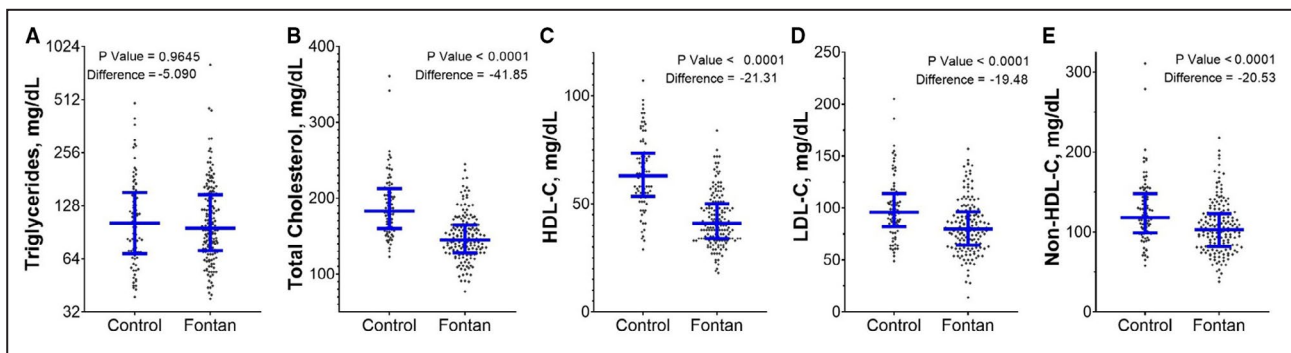 A
Triglycerides, mg/dL
1024
512
256
128
64
32
P Value = 0.9645
Difference = -5.090
Control Fontan
B
Total Cholesterol, mg/dL
400
300
200
100
P Value < 0.0001
Difference = -41.85
Control Fontan
C
HDL-C, mg/dL
100
50
0
P Value < 0.0001
Difference = -21.31
Control Fontan
D
LDL-C, mg/dL
250
200
150
100
50
0
P Value < 0.0001
Difference = -19.48
Control Fontan
E
Non-HDL-C, mg/dL
300
200
100
0
P Value < 0.0001
Difference = -20.53
Control Fontan